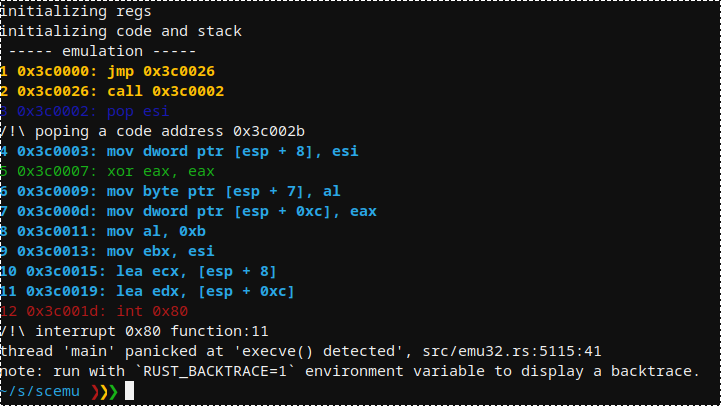 initializing regs
initializing code and stack
----- emulation -----
1 0x3c0000: jmp 0x3c0026
2 0x3c0026: call 0x3c0002
3 0x3c0002: pop esi
/!\ poping a code address 0x3c002b
4 0x3c0003: mov dword ptr [esp + 8], esi
5 0x3c0007: xor eax, eax
6 0x3c0009: mov byte ptr [esp + 7], al
7 0x3c000d: mov dword ptr [esp + 0xc], eax
8 0x3c0011: mov al, 0xb
9 0x3c0013: mov ebx, esi
10 0x3c0015: lea ecx, [esp + 8]
11 0x3c0019: lea edx, [esp + 0xc]
12 0x3c001d: int 0x80
/!\ interrupt 0x80 function:11
thread 'main' panicked at 'execve() detected', src/emu32.rs:5115:41
note: run with `RUST_BACKTRACE=1` environment variable to display a backtrace.
~/s/scemu ❯❯❯